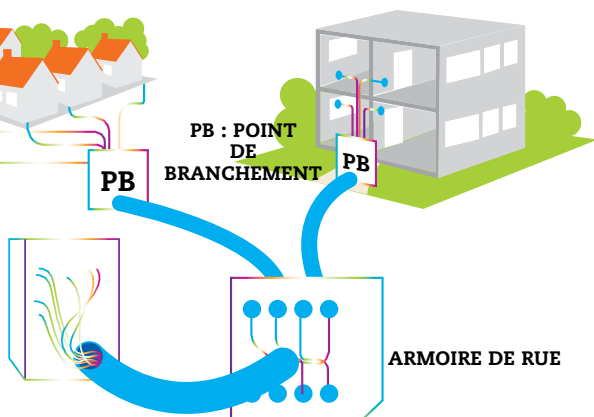 PB : POINT
DE
BRANCHEMENT
PB
PB
ARMOIRE DE RUE